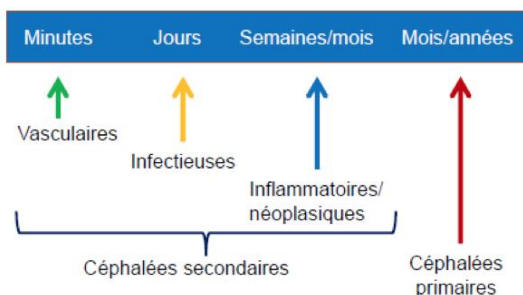 Minutes Jours Semaines/mois Mois/années
Vasculaires
Infectieuses
Inflammatoires/
néoplasiques
Céphalées secondaires
Céphalées
primaires